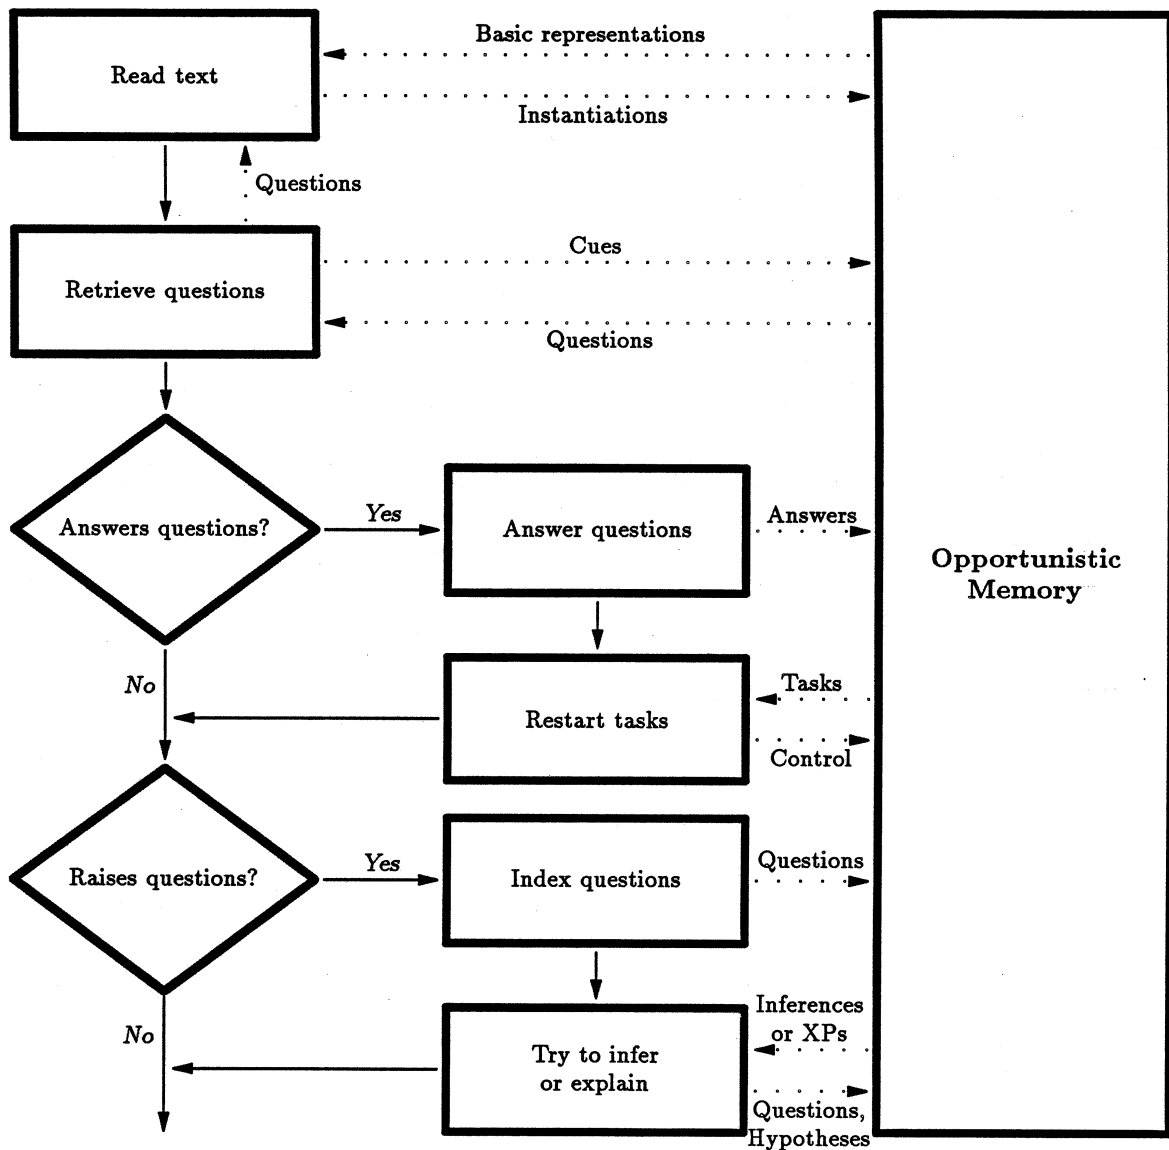 Basic representations
Read text
Instantiations
Questions
Cues
Retrieve questions
Questions
Answers questions?
Yes
Answer questions
Answers
Opportunistic
Memory
No
Tasks
Restart tasks
Control
Raises questions?
Yes
Index questions
Questions
No
Inferences
or XPs
Try to infer
or explain
Questions,
Hypotheses